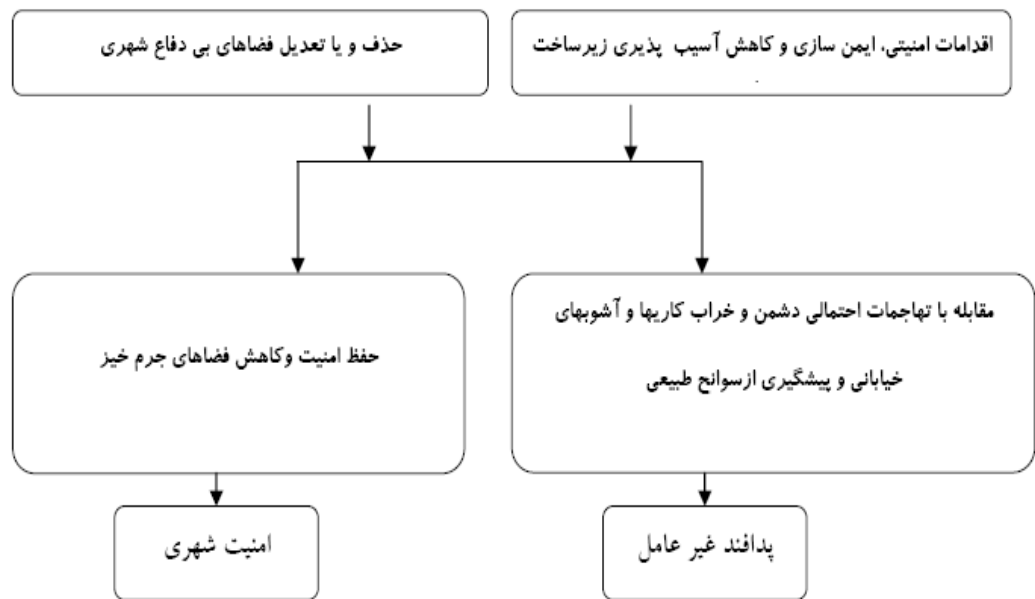 اقدامات امنیتی، ایمن سازی و کاهش آسیب پذیری زیرساخت
.
حذف و یا تعدیل فضاهای بی دفاع شهری
مقابله با تهاجمات احتمالی دشمن و خراب کاریها و آشوبهای
خیابانی و پیشگیری ازسوانح طبیعی
حفظ امنیت وکاهش فضاهای جرم خیز
پدافند غیر عامل
امنیت شهری